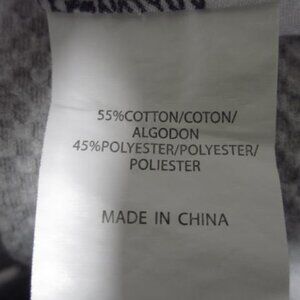 55%COTTON/COTON/
ALGODON
45%POLYESTER/POLYESTER/
POLIESTER
MADE IN CHINA